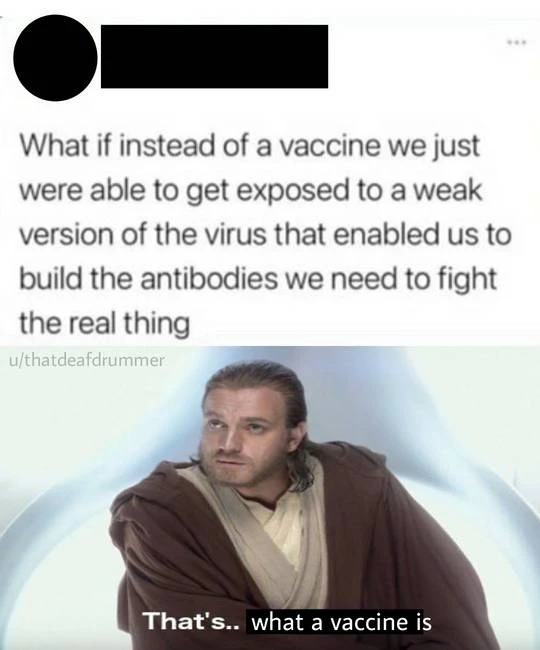 What if instead of a vaccine we just
were able to get exposed to a weak
version of the virus that enabled us to
build the antibodies we need to fight
the real thing
u/thatdeafdrummer
That's.. what a vaccine is